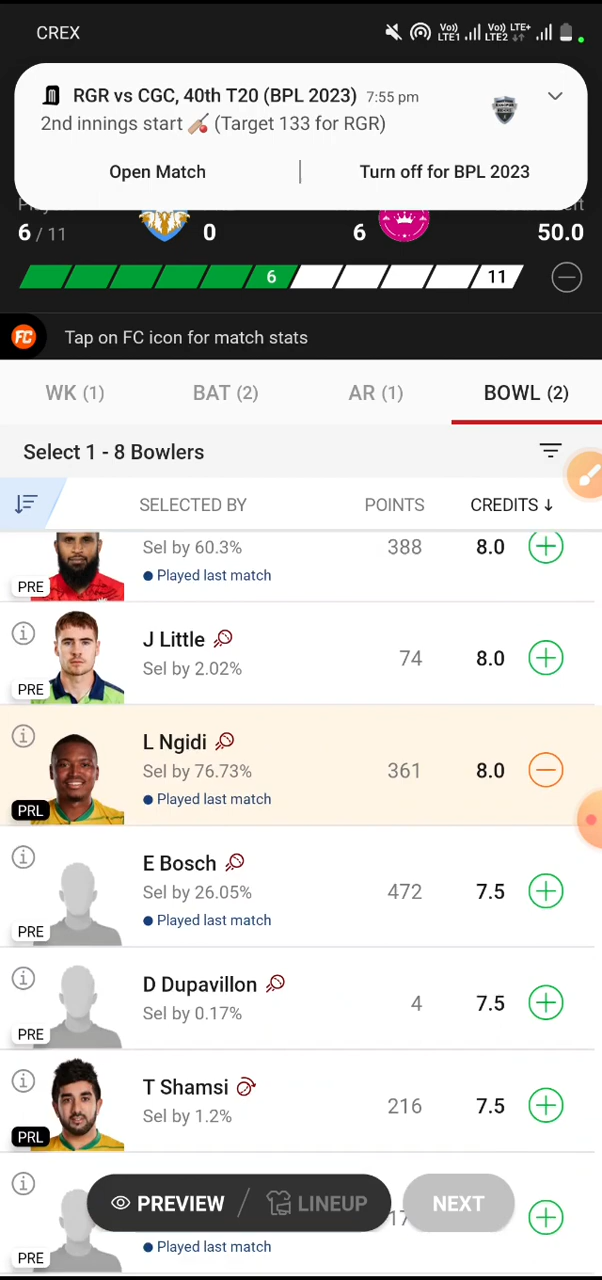 CREX
Vo)) LTE1 Vo)) LTE+ LTE2
RGR vs CGC, 40th T20 (BPL 2023) 7:55 pm
2nd innings start 🏏 (Target 133 for RGR)
Open Match | Turn off for BPL 2023
6 / 11 0 6 50.0
6 11
FC Tap on FC icon for match stats
WK (1) BAT (2) AR (1) BOWL (2)
Select 1 - 8 Bowlers
SELECTED BY POINTS CREDITS ↓
Sel by 60.3% 388 8.0
Played last match
PRE
J Little
Sel by 2.02% 74 8.0
PRE
L Ngidi
Sel by 76.73% 361 8.0
Played last match
PRL
E Bosch
Sel by 26.05% 472 7.5
Played last match
PRE
D Dupavillon
Sel by 0.17% 4 7.5
PRE
T Shamsi
Sel by 1.2% 216 7.5
PRL
PREVIEW / LINEUP NEXT
Played last match
PRE